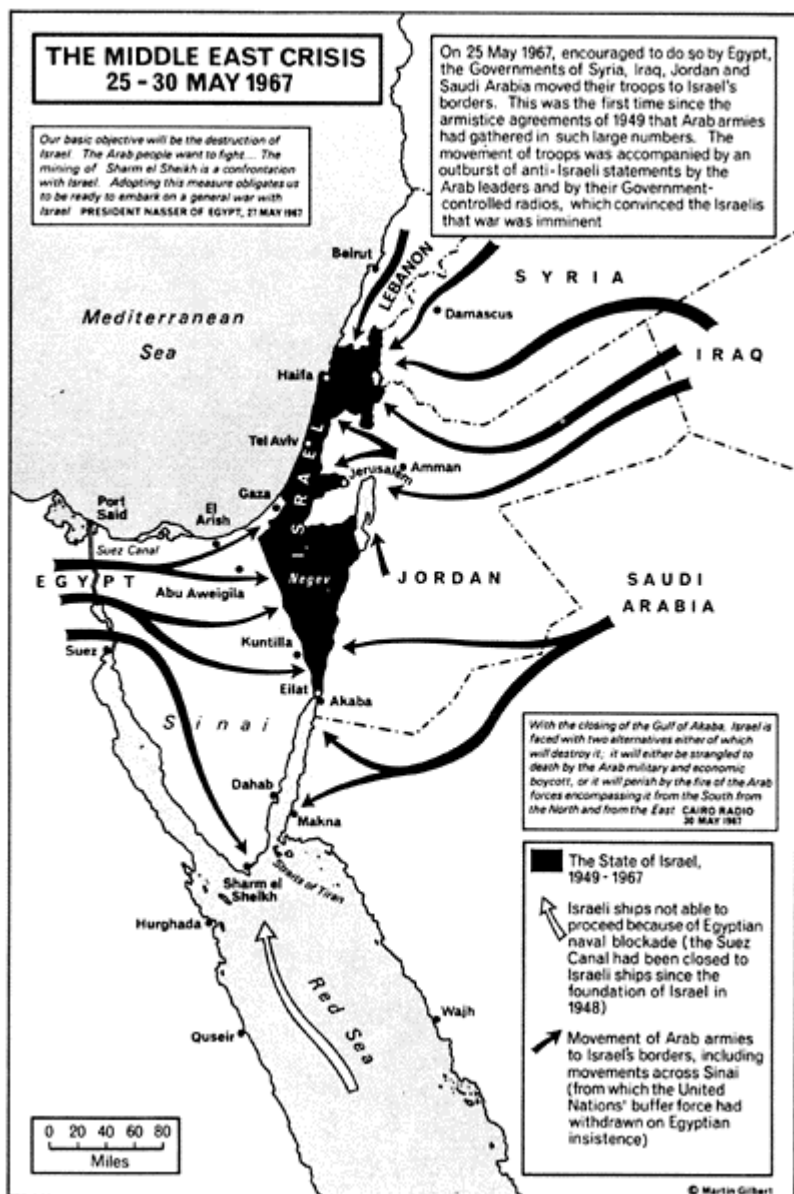 THE MIDDLE EAST CRISIS
25 - 30 MAY 1967
On 25 May 1967, encouraged to do so by Egypt,
the Governments of Syria, Iraq, Jordan and
Saudi Arabia moved their troops to Israel's
borders. This was the first time since the
armistice agreements of 1949 that Arab armies
had gathered in such large numbers. The
movement of troops was accompanied by an
outburst of anti-Israeli statements by the
Arab leaders and by their Government-
controlled radios, which convinced the Israelis
that war was imminent
Our basic objective will be the destruction of
Israel. The Arab people want to fight.... The
mining of Sharm el Sheikh is a confrontation
with Israel. Adopting this measure obligates us
to be ready to embark on a general war with
Israel PRESIDENT NASSER OF EGYPT, 27 MAY 1967
Beirut
LEBANON
SYRIA
Damascus
Mediterranean
Sea
IRAQ
Haifa
Tel Aviv
ISRAEL
Amman
Jerusalem
Gaza
Port
Said
El
Arish
Suez Canal
EGYPT
Abu Aweigila
Negev
JORDAN
SAUDI
ARABIA
Kuntilla
Suez
Eilat
Akaba
Sinai
With the closing of the Gulf of Akaba, Israel is
faced with two alternatives either of which
will destroy it; it will either be strangled to
death by the Arab military and economic
boycott, or it will perish by the fire of the Arab
forces encompassing it from the South from
the North and from the East CAIRO RADIO
30 MAY 1967
Dahab
Makna
Sharm el
Sheikh
Straits of Tiran
Hurghada
Red Sea
Wajh
Quseir
The State of Israel,
1949 - 1967
Israeli ships not able to
proceed because of Egyptian
naval blockade (the Suez
Canal had been closed to
Israeli ships since the
foundation of Israel in
1948)
Movement of Arab armies
to Israel's borders, including
movements across Sinai
(from which the United
Nations' buffer force had
withdrawn on Egyptian
insistence)
0 20 40 60 80
Miles
© Martin Gilbert